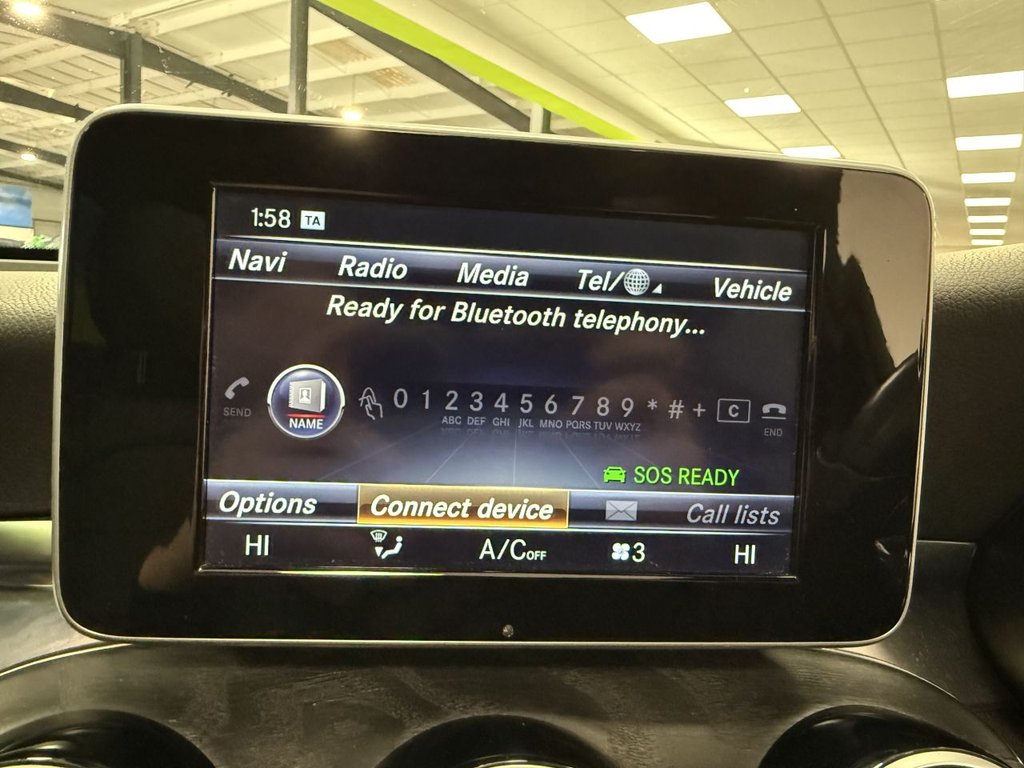 1:58 TA
Navi Radio Media Tel/ Vehicle
Ready for Bluetooth telephony...
SEND NAME 0 1 2 3 4 5 6 7 8 9 * # + C END
ABC DEF GHI JKL MNO PQRS TUV WXYZ
SOS READY
Options Connect device Call lists
HI A/C OFF 3 HI